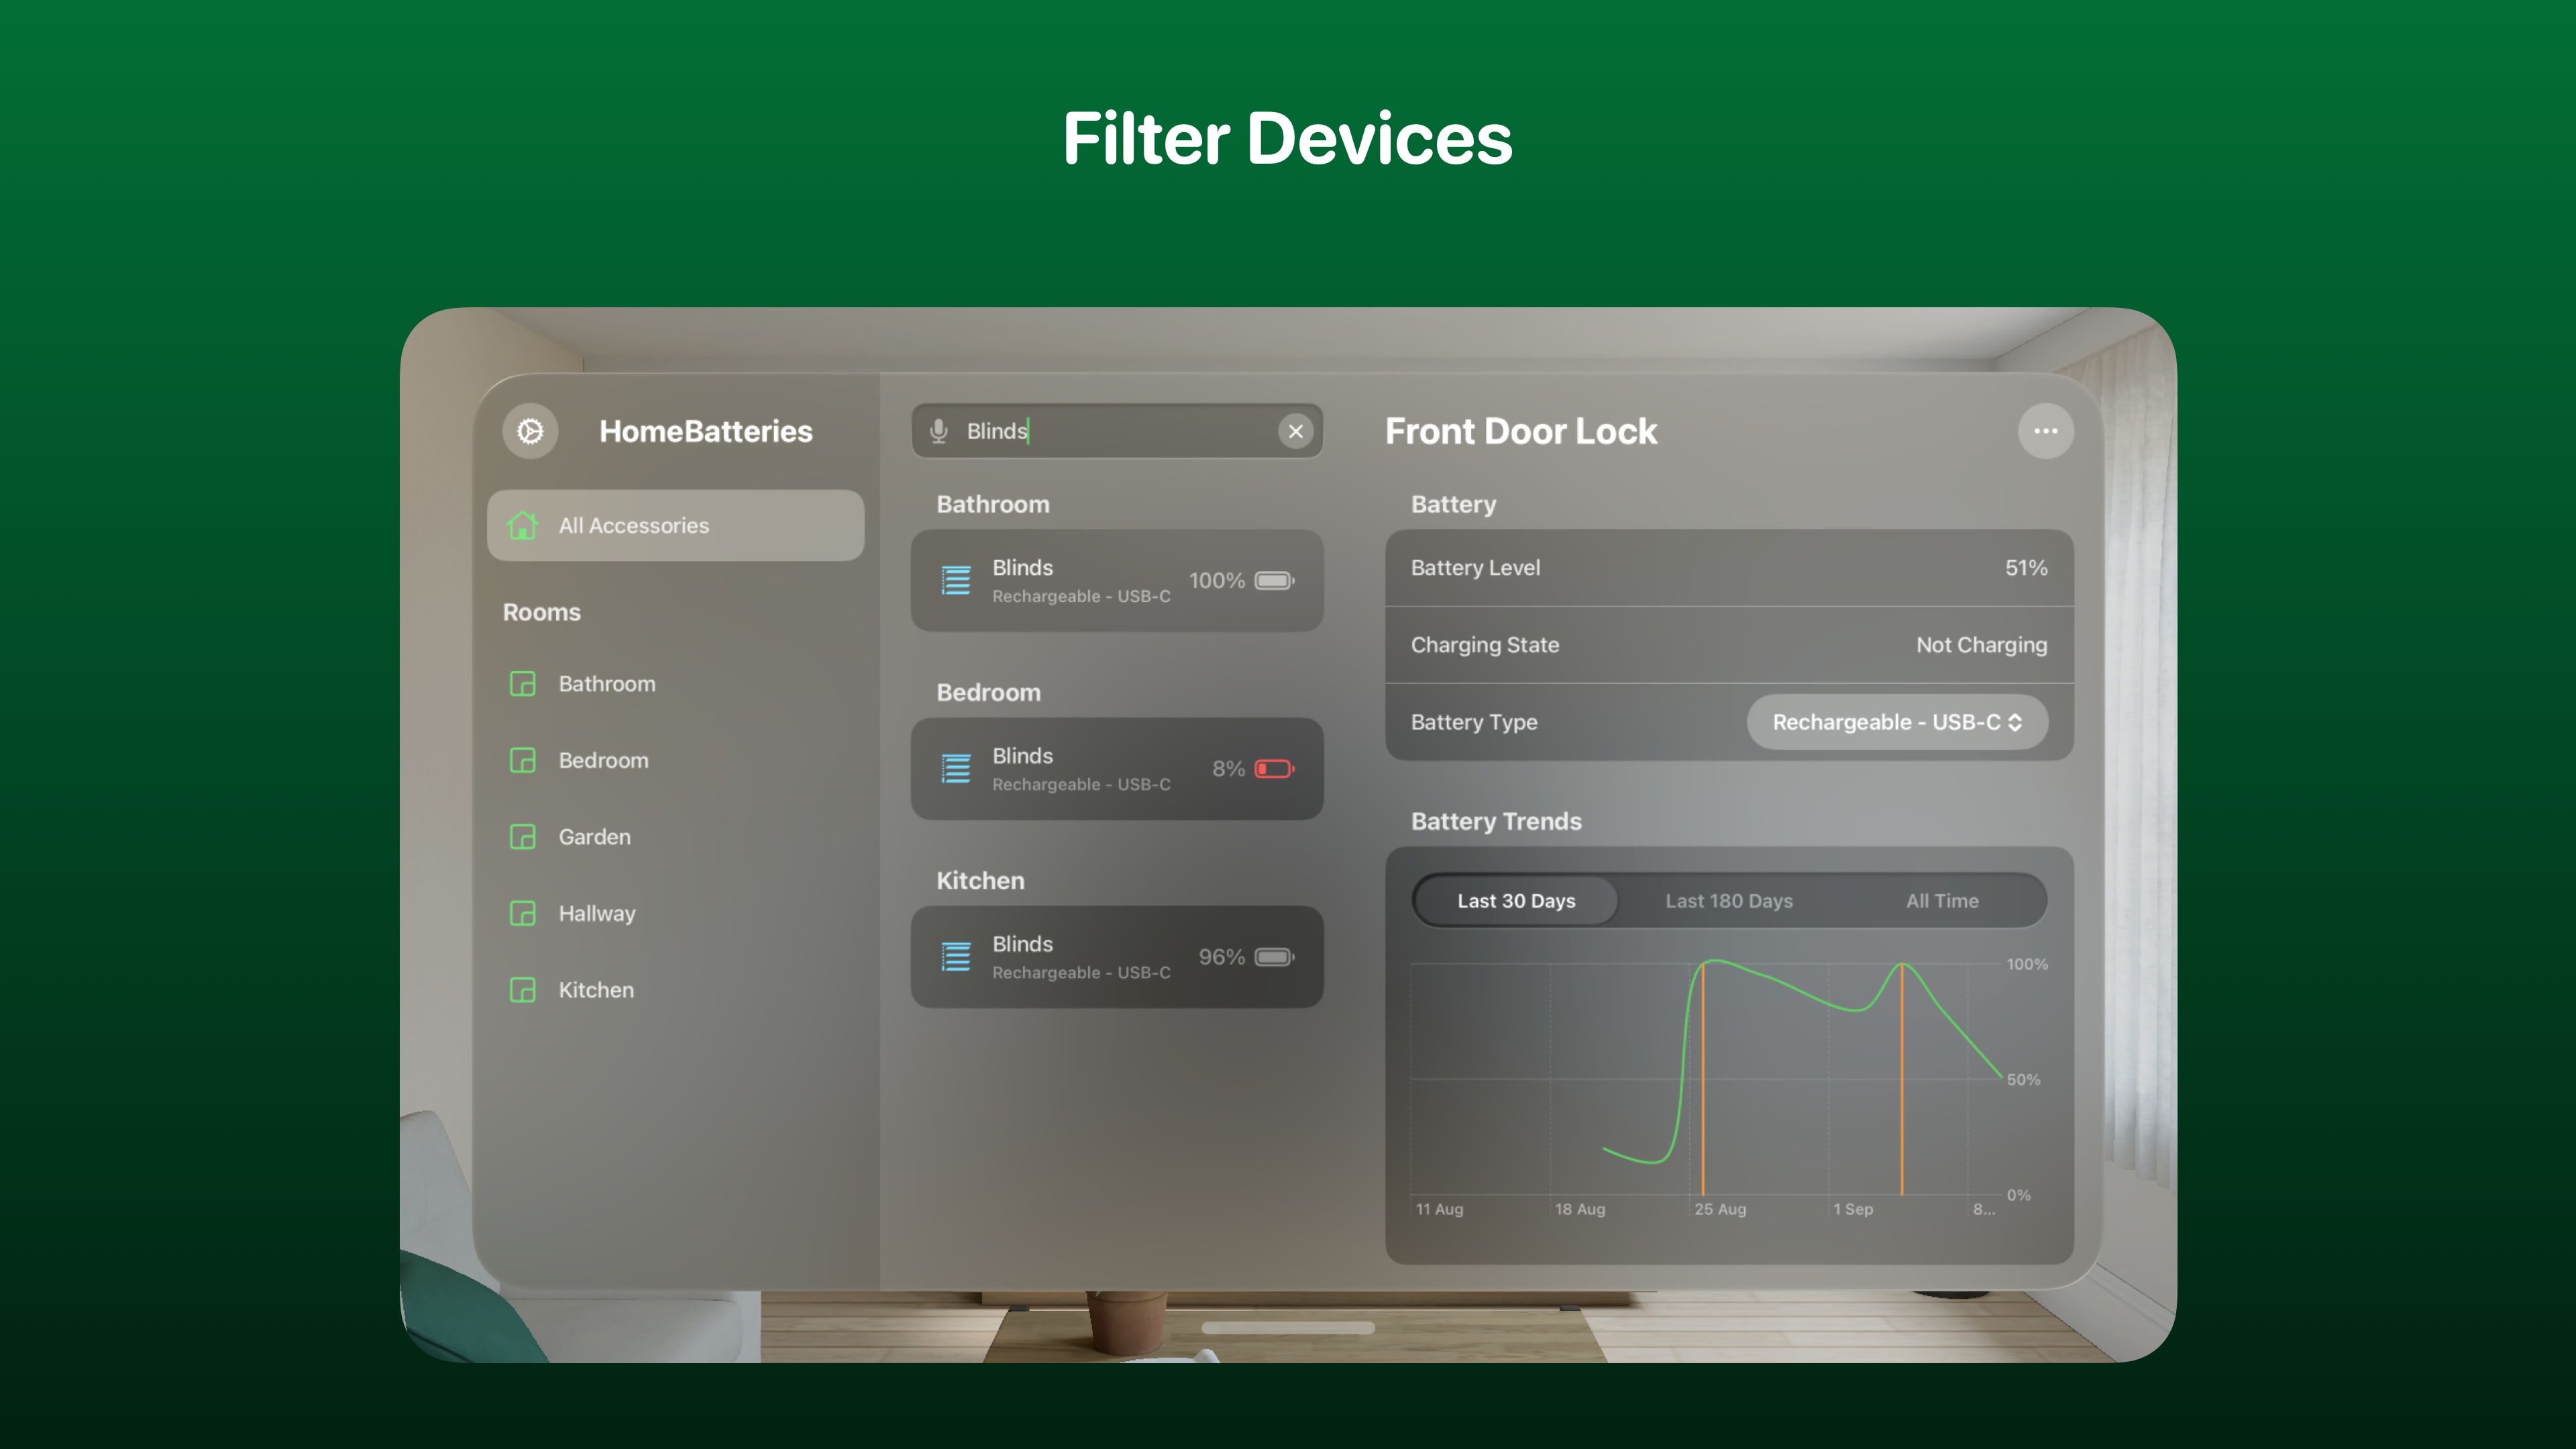 Filter Devices
HomeBatteries
All Accessories
Rooms
Bathroom
Bedroom
Garden
Hallway
Kitchen
Blinds
Bathroom
Blinds
Rechargeable - USB-C
100%
Bedroom
Blinds
Rechargeable - USB-C
8%
Kitchen
Blinds
Rechargeable - USB-C
96%
Front Door Lock
Battery
Battery Level 51%
Charging State Not Charging
Battery Type Rechargeable - USB-C
Battery Trends
Last 30 Days Last 180 Days All Time
100%
50%
0%
11 Aug 18 Aug 25 Aug 1 Sep 8...